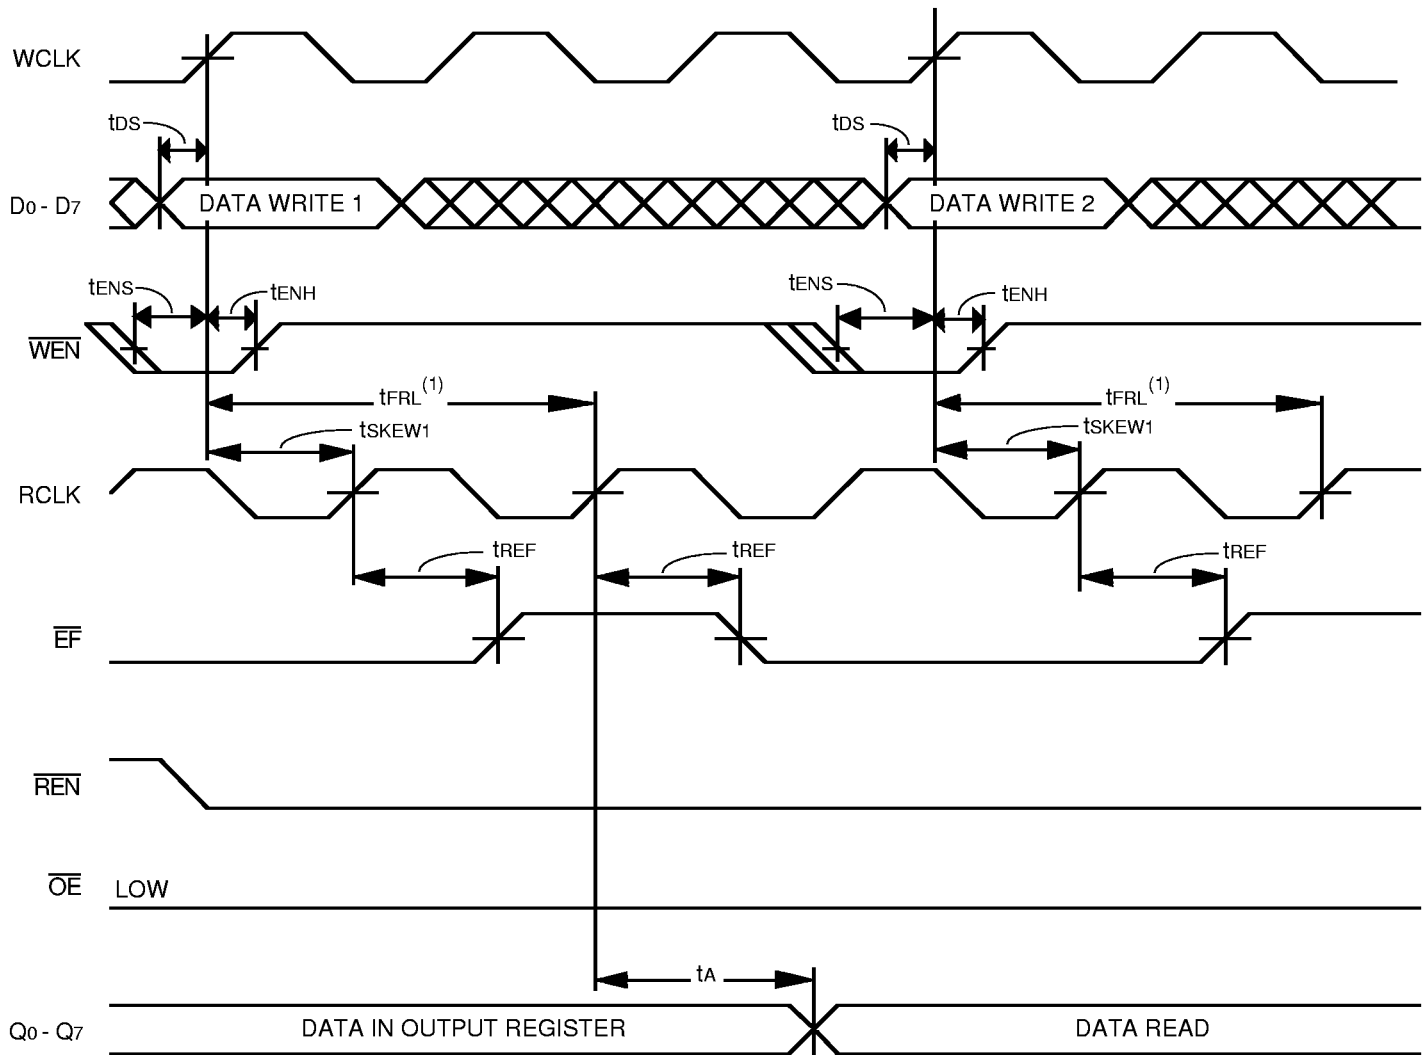 WCLK
tDS
tDS
D0 - D7
DATA WRITE 1
DATA WRITE 2
tENS
tENH
tENS
tENH
WEN
tFRL(1)
tFRL(1)
tSKEW1
tSKEW1
RCLK
tREF
tREF
tREF
EF
REN
OE
LOW
tA
Q0 - Q7
DATA IN OUTPUT REGISTER
DATA READ